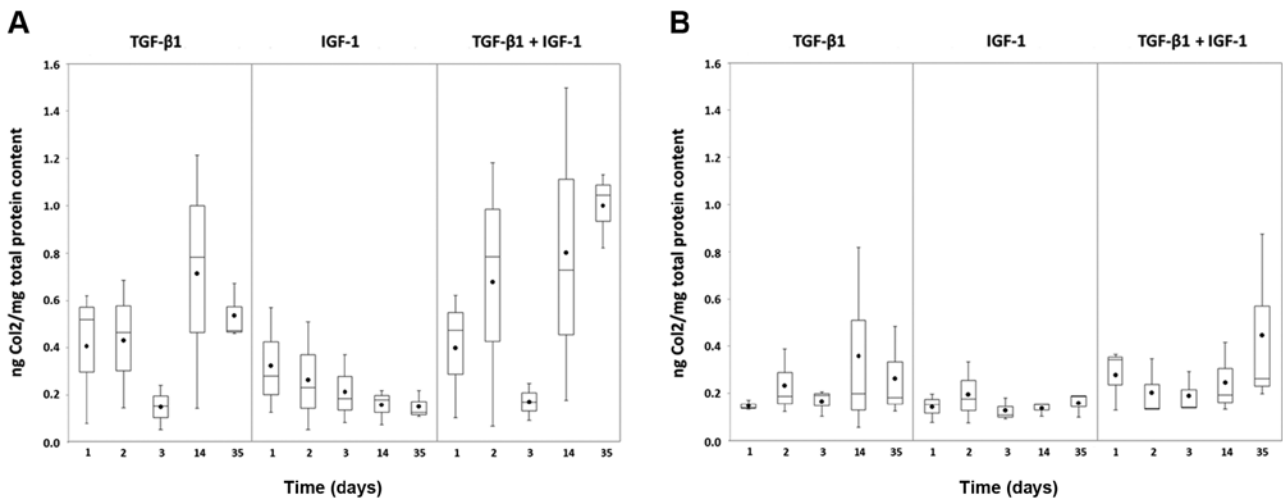 A
TGF-β1 IGF-1 TGF-β1 + IGF-1
ng Col2/mg total protein content
1.6
1.4
1.2
1.0
0.8
0.6
0.4
0.2
0.0
1 2 3 14 35 1 2 3 14 35 1 2 3 14 35
Time (days)
B
TGF-β1 IGF-1 TGF-β1 + IGF-1
ng Col2/mg total protein content
1.6
1.4
1.2
1.0
0.8
0.6
0.4
0.2
0.0
1 2 3 14 35 1 2 3 14 35 1 2 3 14 35
Time (days)